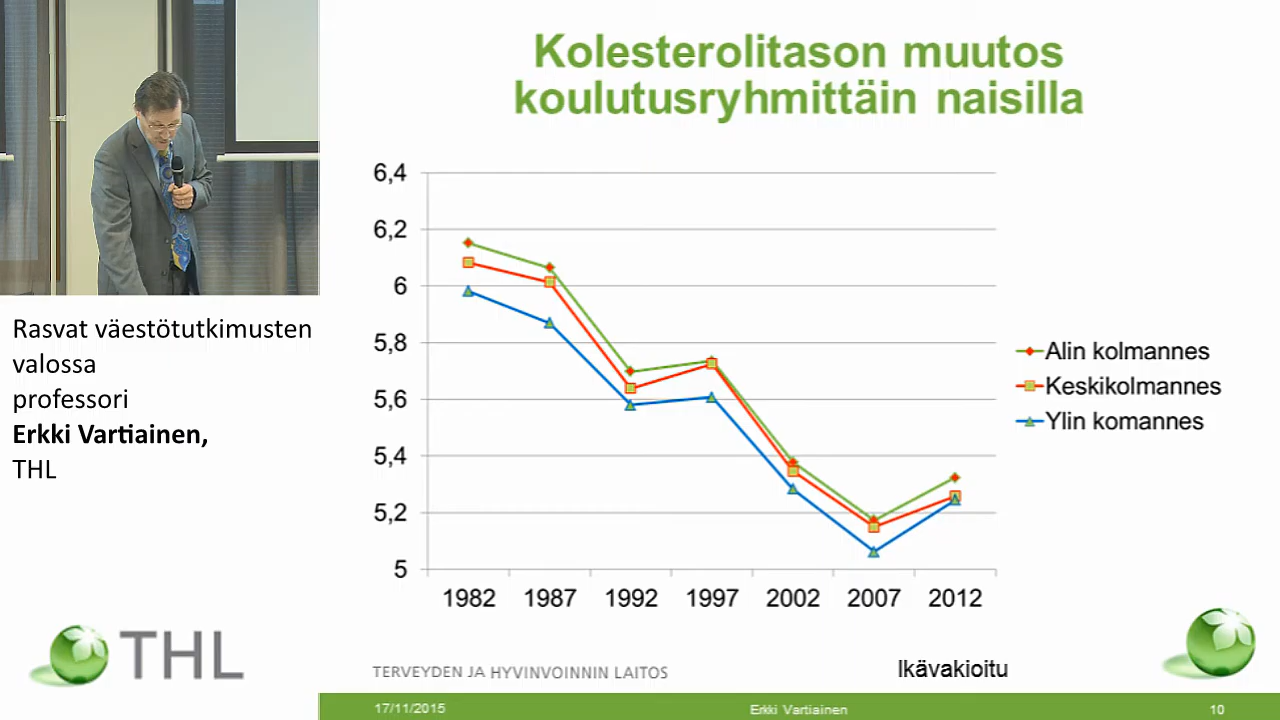 Kolesterolitason muutos
koulutusryhmittäin naisilla
Rasvat väestötutkimusten
valossa
professori
Erkki Vartiainen,
THL
6,4
6,2
6
5,8
5,6
5,4
5,2
5
1982 1987 1992 1997 2002 2007 2012
Alin kolmannes
Keskikolmannes
Ylin komannes
THL
TERVEYDEN JA HYVINVOINNIN LAITOS
Ikävakioitu
17/11/2015 Erkki Vartiainen 10